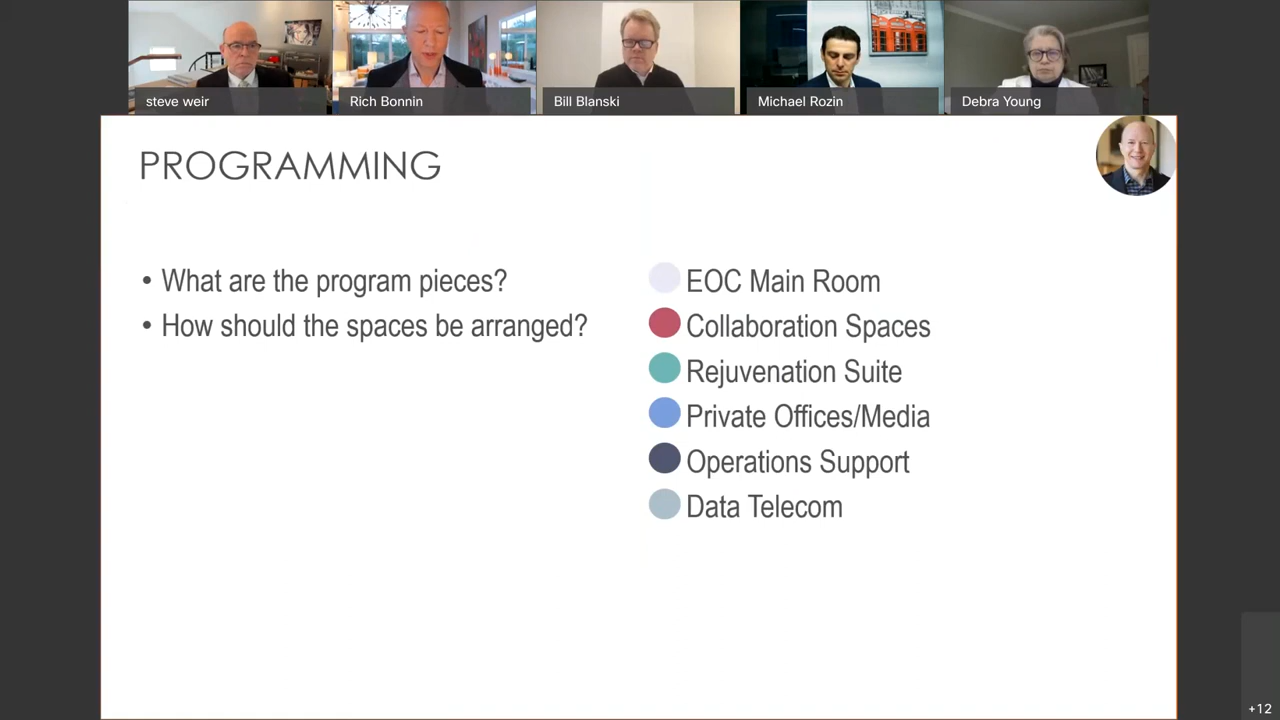 steve weir
Rich Bonnin
Bill Blanski
Michael Rozin
Debra Young
PROGRAMMING
• What are the program pieces?
• How should the spaces be arranged?
EOC Main Room
Collaboration Spaces
Rejuvenation Suite
Private Offices/Media
Operations Support
Data Telecom
+12